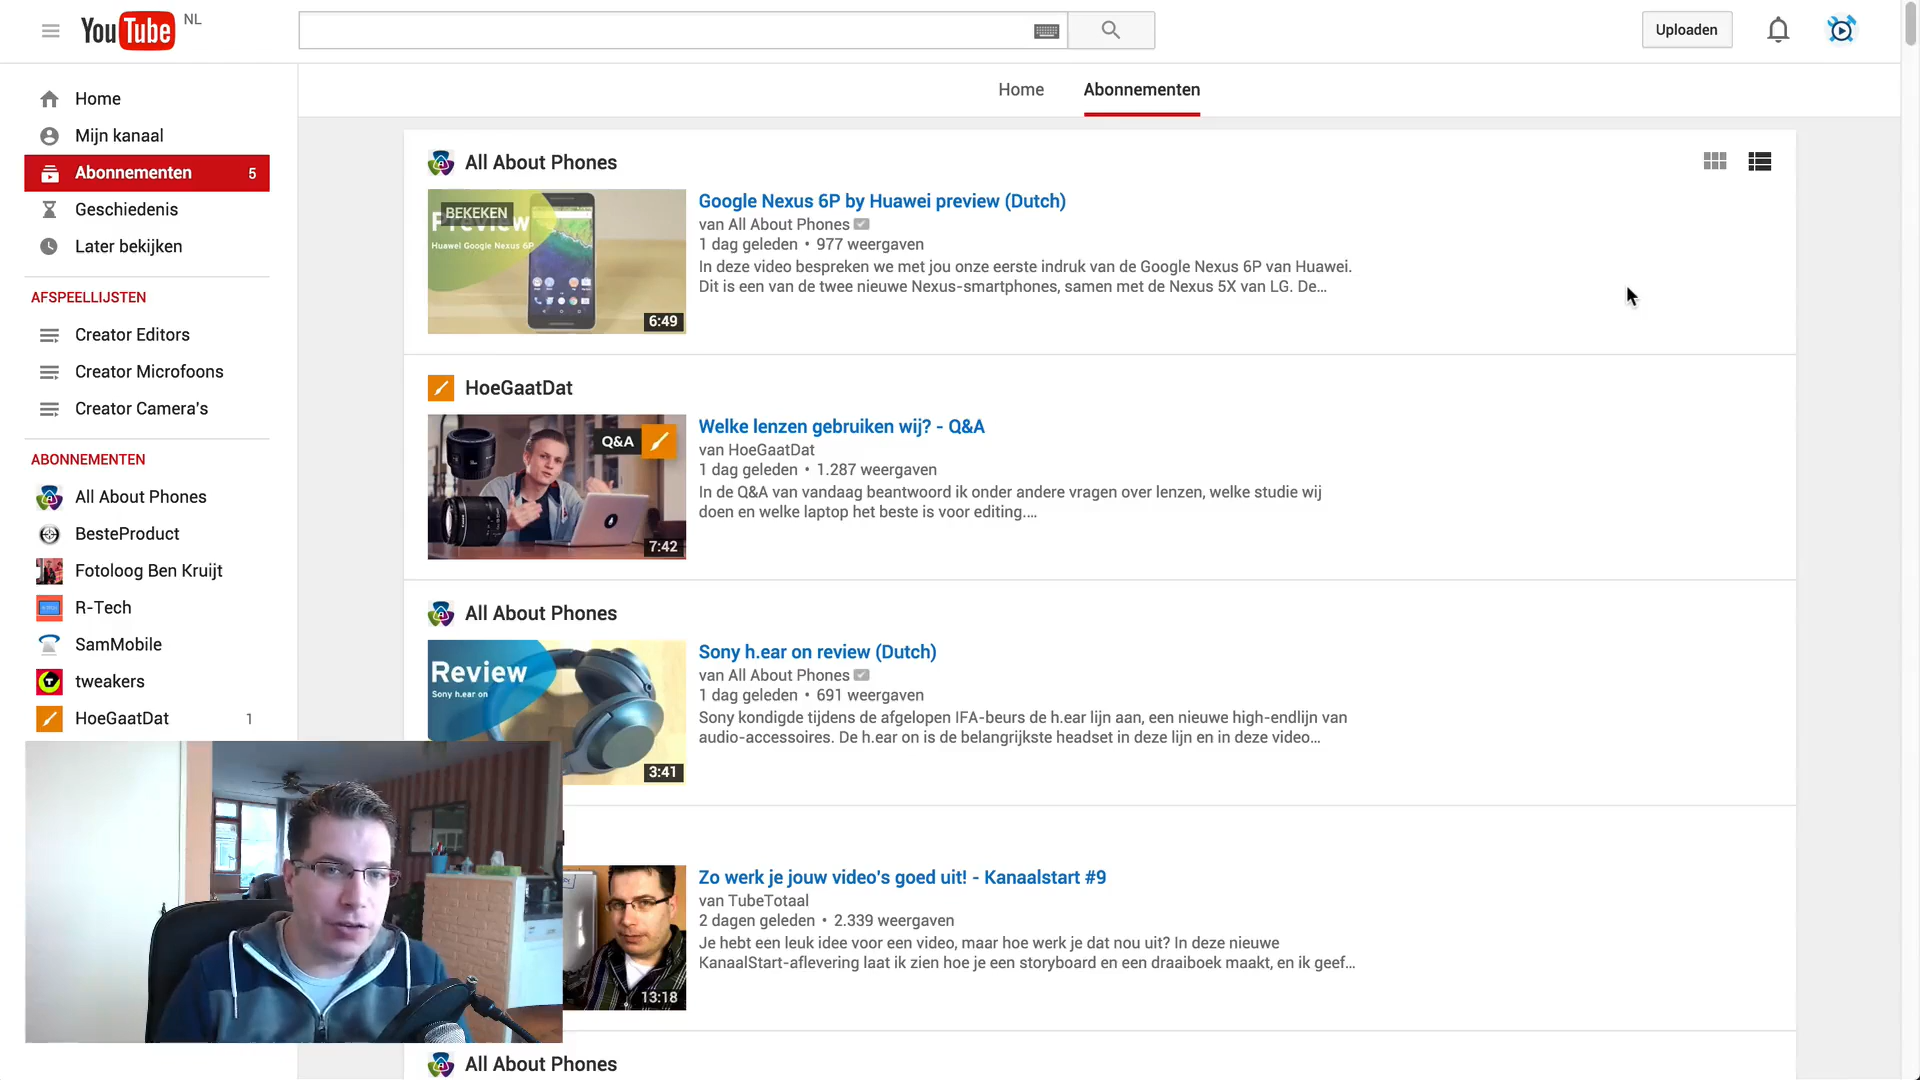 YouTube NL
Uploaden
Home
Mijn kanaal
Abonnementen 5
Geschiedenis
Later bekijken
AFSPEELLIJSTEN
Creator Editors
Creator Microfoons
Creator Camera's
ABONNEMENTEN
All About Phones
BesteProduct
Fotoloog Ben Kruijt
R-Tech
SamMobile
tweakers
HoeGaatDat 1
Home Abonnementen
All About Phones
BEKEKEN
Preview
Huawei Google Nexus 6P
6:49
Google Nexus 6P by Huawei preview (Dutch)
van All About Phones
1 dag geleden • 977 weergaven
In deze video bespreken we met jou onze eerste indruk van de Google Nexus 6P van Huawei.
Dit is een van de twee nieuwe Nexus-smartphones, samen met de Nexus 5X van LG. De...
HoeGaatDat
Q&A
7:42
Welke lenzen gebruiken wij? - Q&A
van HoeGaatDat
1 dag geleden • 1.287 weergaven
In de Q&A van vandaag beantwoord ik onder andere vragen over lenzen, welke studie wij
doen en welke laptop het beste is voor editing....
All About Phones
Review
Sony h.ear on
3:41
Sony h.ear on review (Dutch)
van All About Phones
1 dag geleden • 691 weergaven
Sony kondigde tijdens de afgelopen IFA-beurs de h.ear lijn aan, een nieuwe high-endlijn van
audio-accessoires. De h.ear on is de belangrijkste headset in deze lijn en in deze video...
13:18
Zo werk je jouw video's goed uit! - Kanaalstart #9
van TubeTotaal
2 dagen geleden • 2.339 weergaven
Je hebt een leuk idee voor een video, maar hoe werk je dat nou uit? In deze nieuwe
KanaalStart-aflevering laat ik zien hoe je een storyboard en een draaiboek maakt, en ik geef...
All About Phones